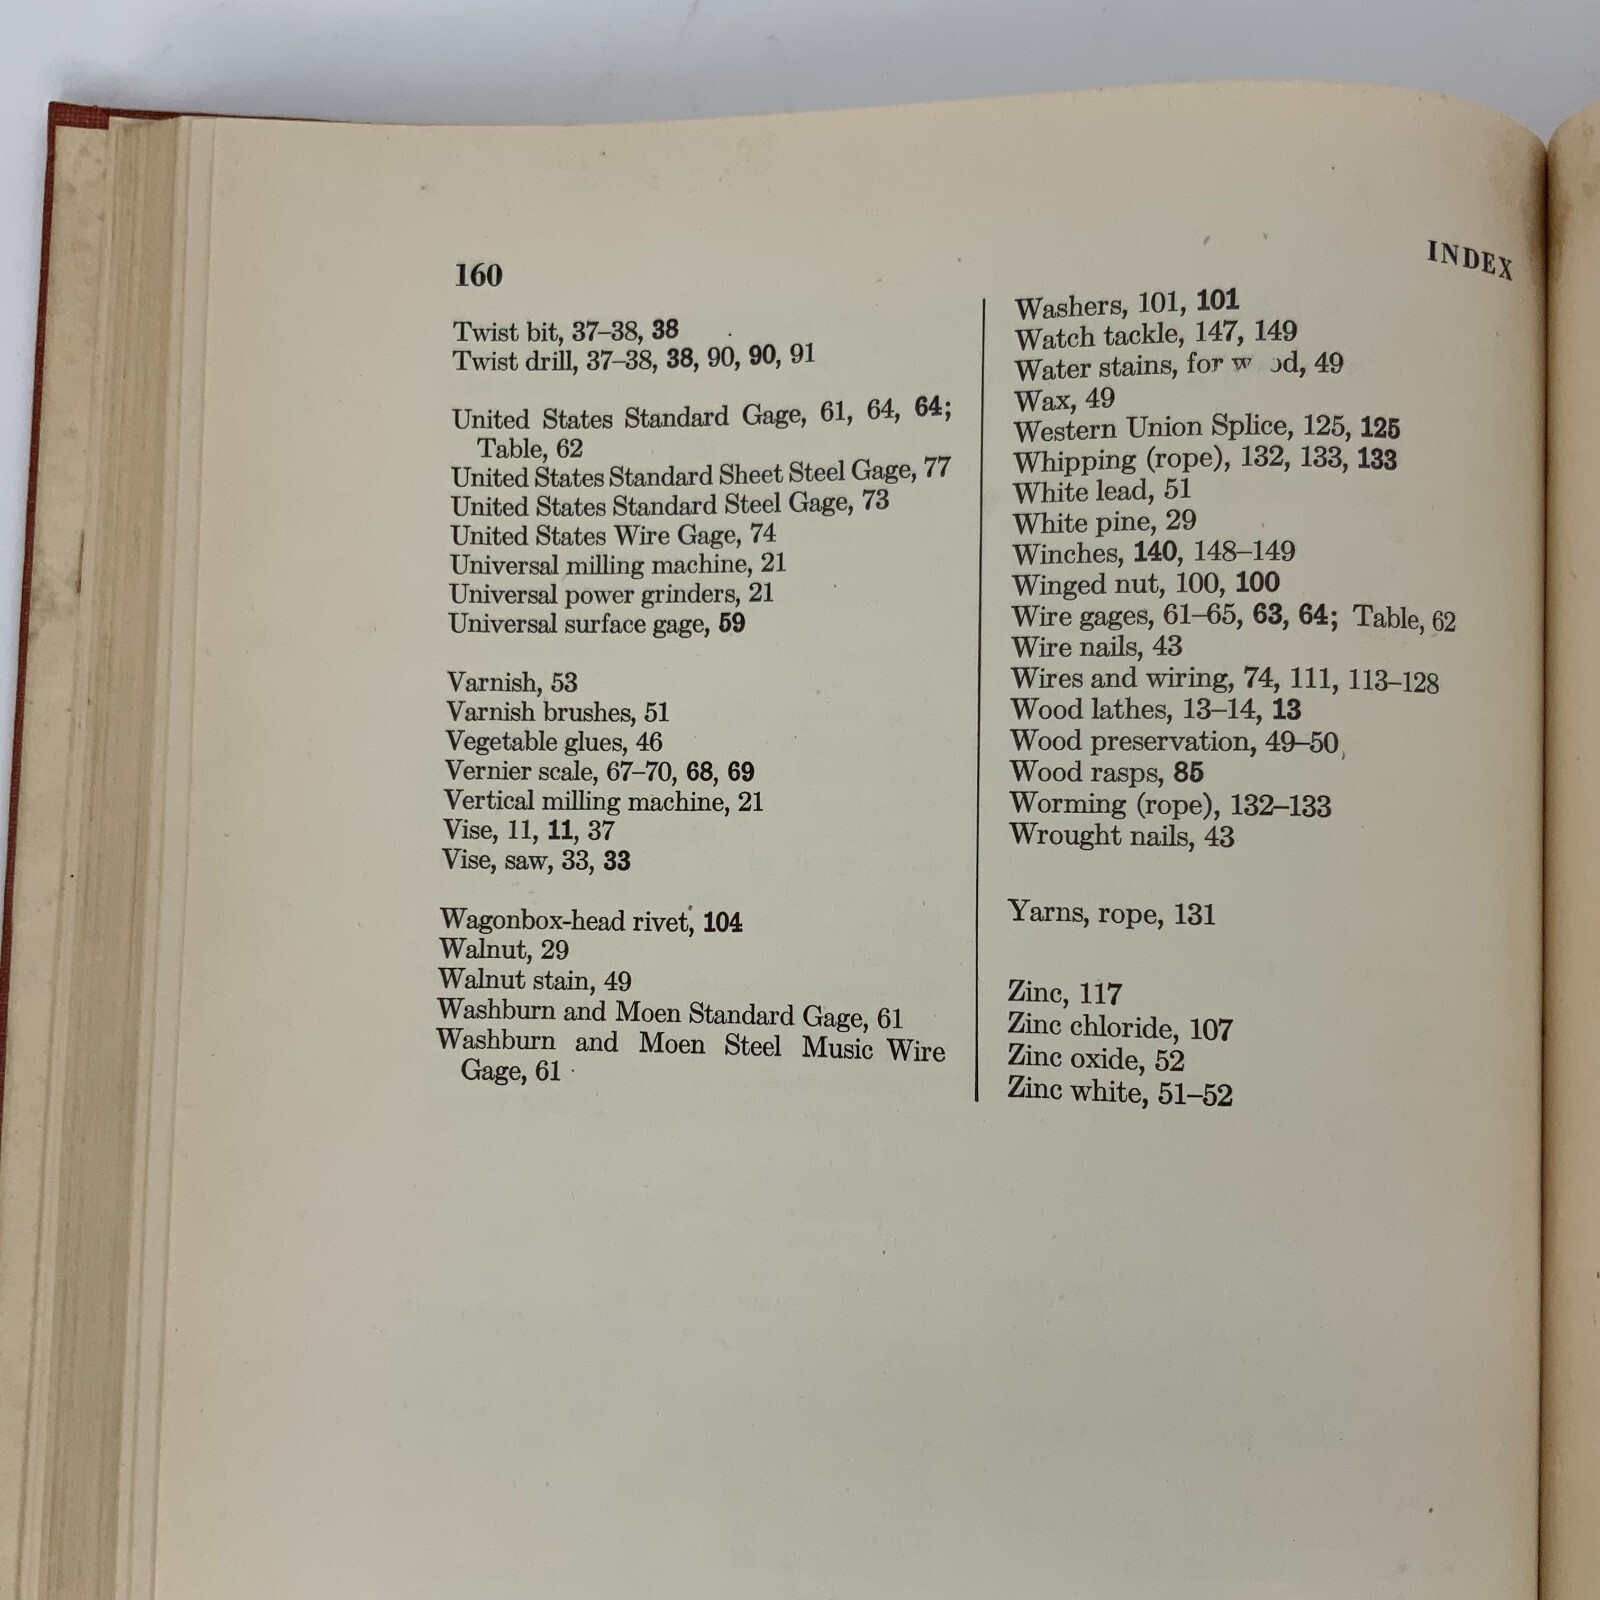 160
INDEX
Twist bit, 37–38, 38
Twist drill, 37–38, 38, 90, 90, 91
United States Standard Gage, 61, 64, 64;
Table, 62
United States Standard Sheet Steel Gage, 77
United States Standard Steel Gage, 73
United States Wire Gage, 74
Universal milling machine, 21
Universal power grinders, 21
Universal surface gage, 59
Varnish, 53
Varnish brushes, 51
Vegetable glues, 46
Vernier scale, 67–70, 68, 69
Vertical milling machine, 21
Vise, 11, 11, 37
Vise, saw, 33, 33
Wagonbox-head rivet, 104
Walnut, 29
Walnut stain, 49
Washburn and Moen Standard Gage, 61
Washburn and Moen Steel Music Wire
Gage, 61
Washers, 101, 101
Watch tackle, 147, 149
Water stains, for 49
Wax, 49
Western Union Splice, 125, 125
Whipping (rope), 132, 133, 133
White lead, 51
White pine, 29
Winches, 140, 148–149
Winged nut, 100, 100
Wire gages, 61–65, 63, 64; Table, 62
Wire nails, 43
Wires and wiring, 74, 111, 113–128
Wood lathes, 13–14, 13
Wood preservation, 49–50,
Wood rasps, 85
Worming (rope), 132–133
Wrought nails, 43
Yarns, rope, 131
Zinc, 117
Zinc chloride, 107
Zinc oxide, 52
Zinc white, 51–52